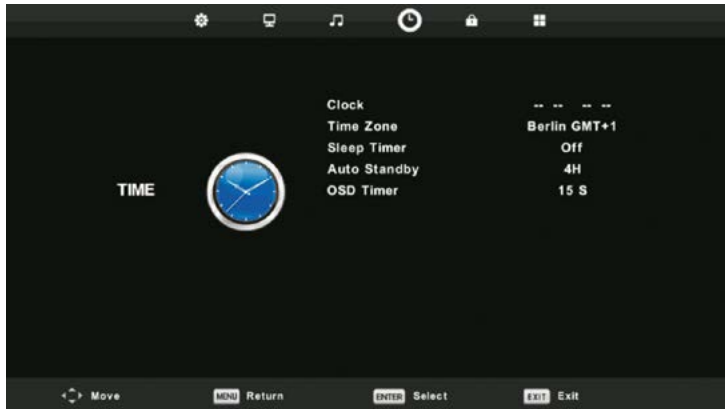 Clock -- -- -- --
Time Zone Berlin GMT+1
Sleep Timer Off
Auto Standby 4H
TIME OSD Timer 15 S
Move MENU Return ENTER Select EXIT Exit